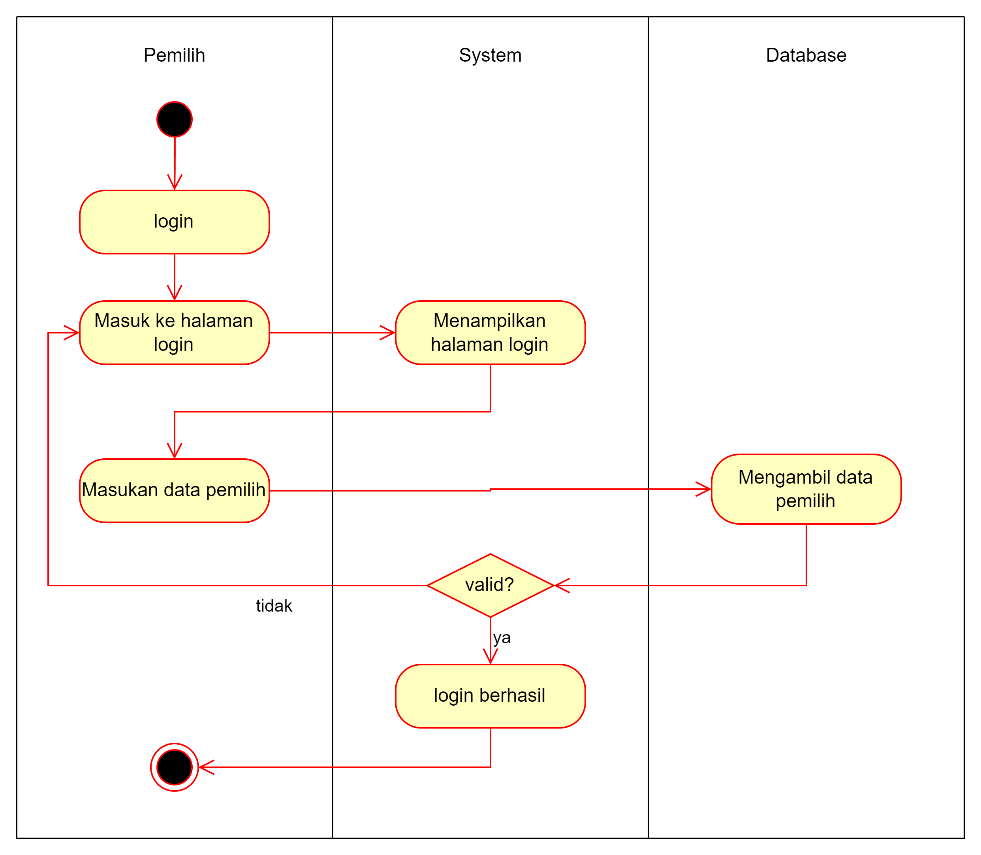 Pemilih
System
Database
login
Masuk ke halaman
login
Menampilkan
halaman login
Masukan data pemilih
Mengambil data
pemilih
valid?
tidak
ya
login berhasil